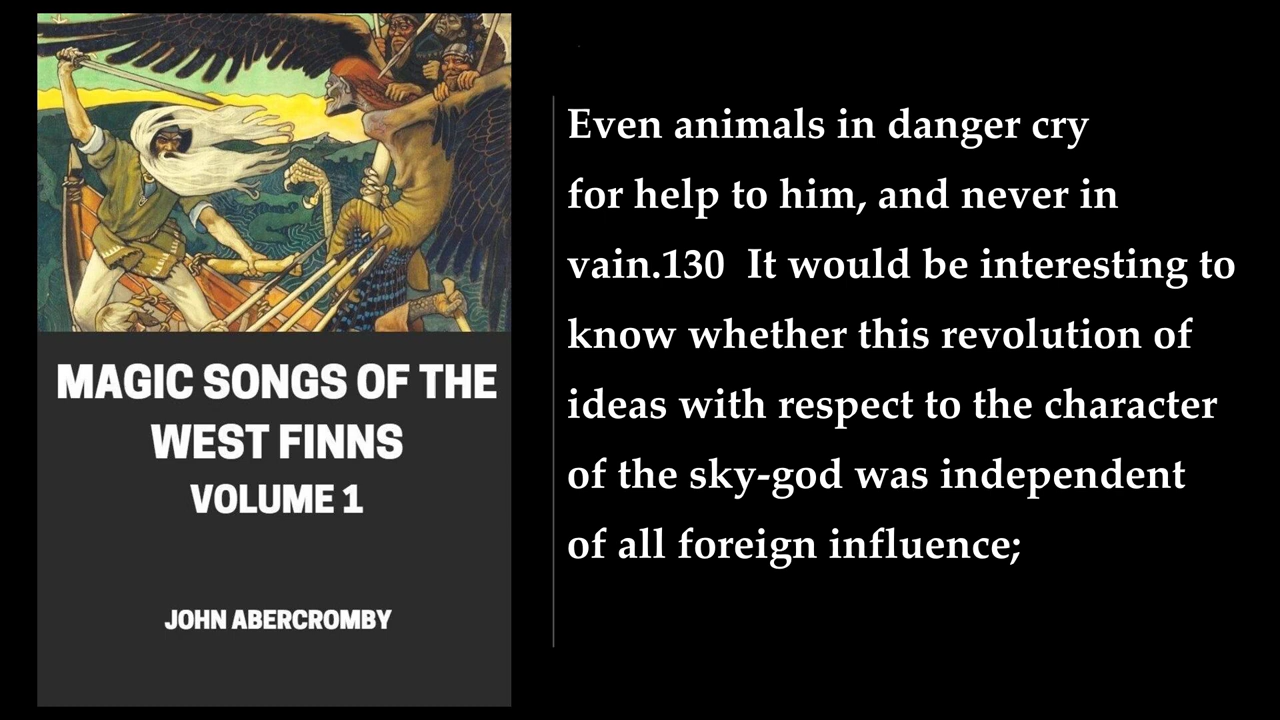 MAGIC SONGS OF THE
WEST FINNS
VOLUME 1
JOHN ABERCROMBY
Even animals in danger cry
for help to him, and never in
vain.130  It would be interesting to
know whether this revolution of
ideas with respect to the character
of the sky-god was independent
of all foreign influence;